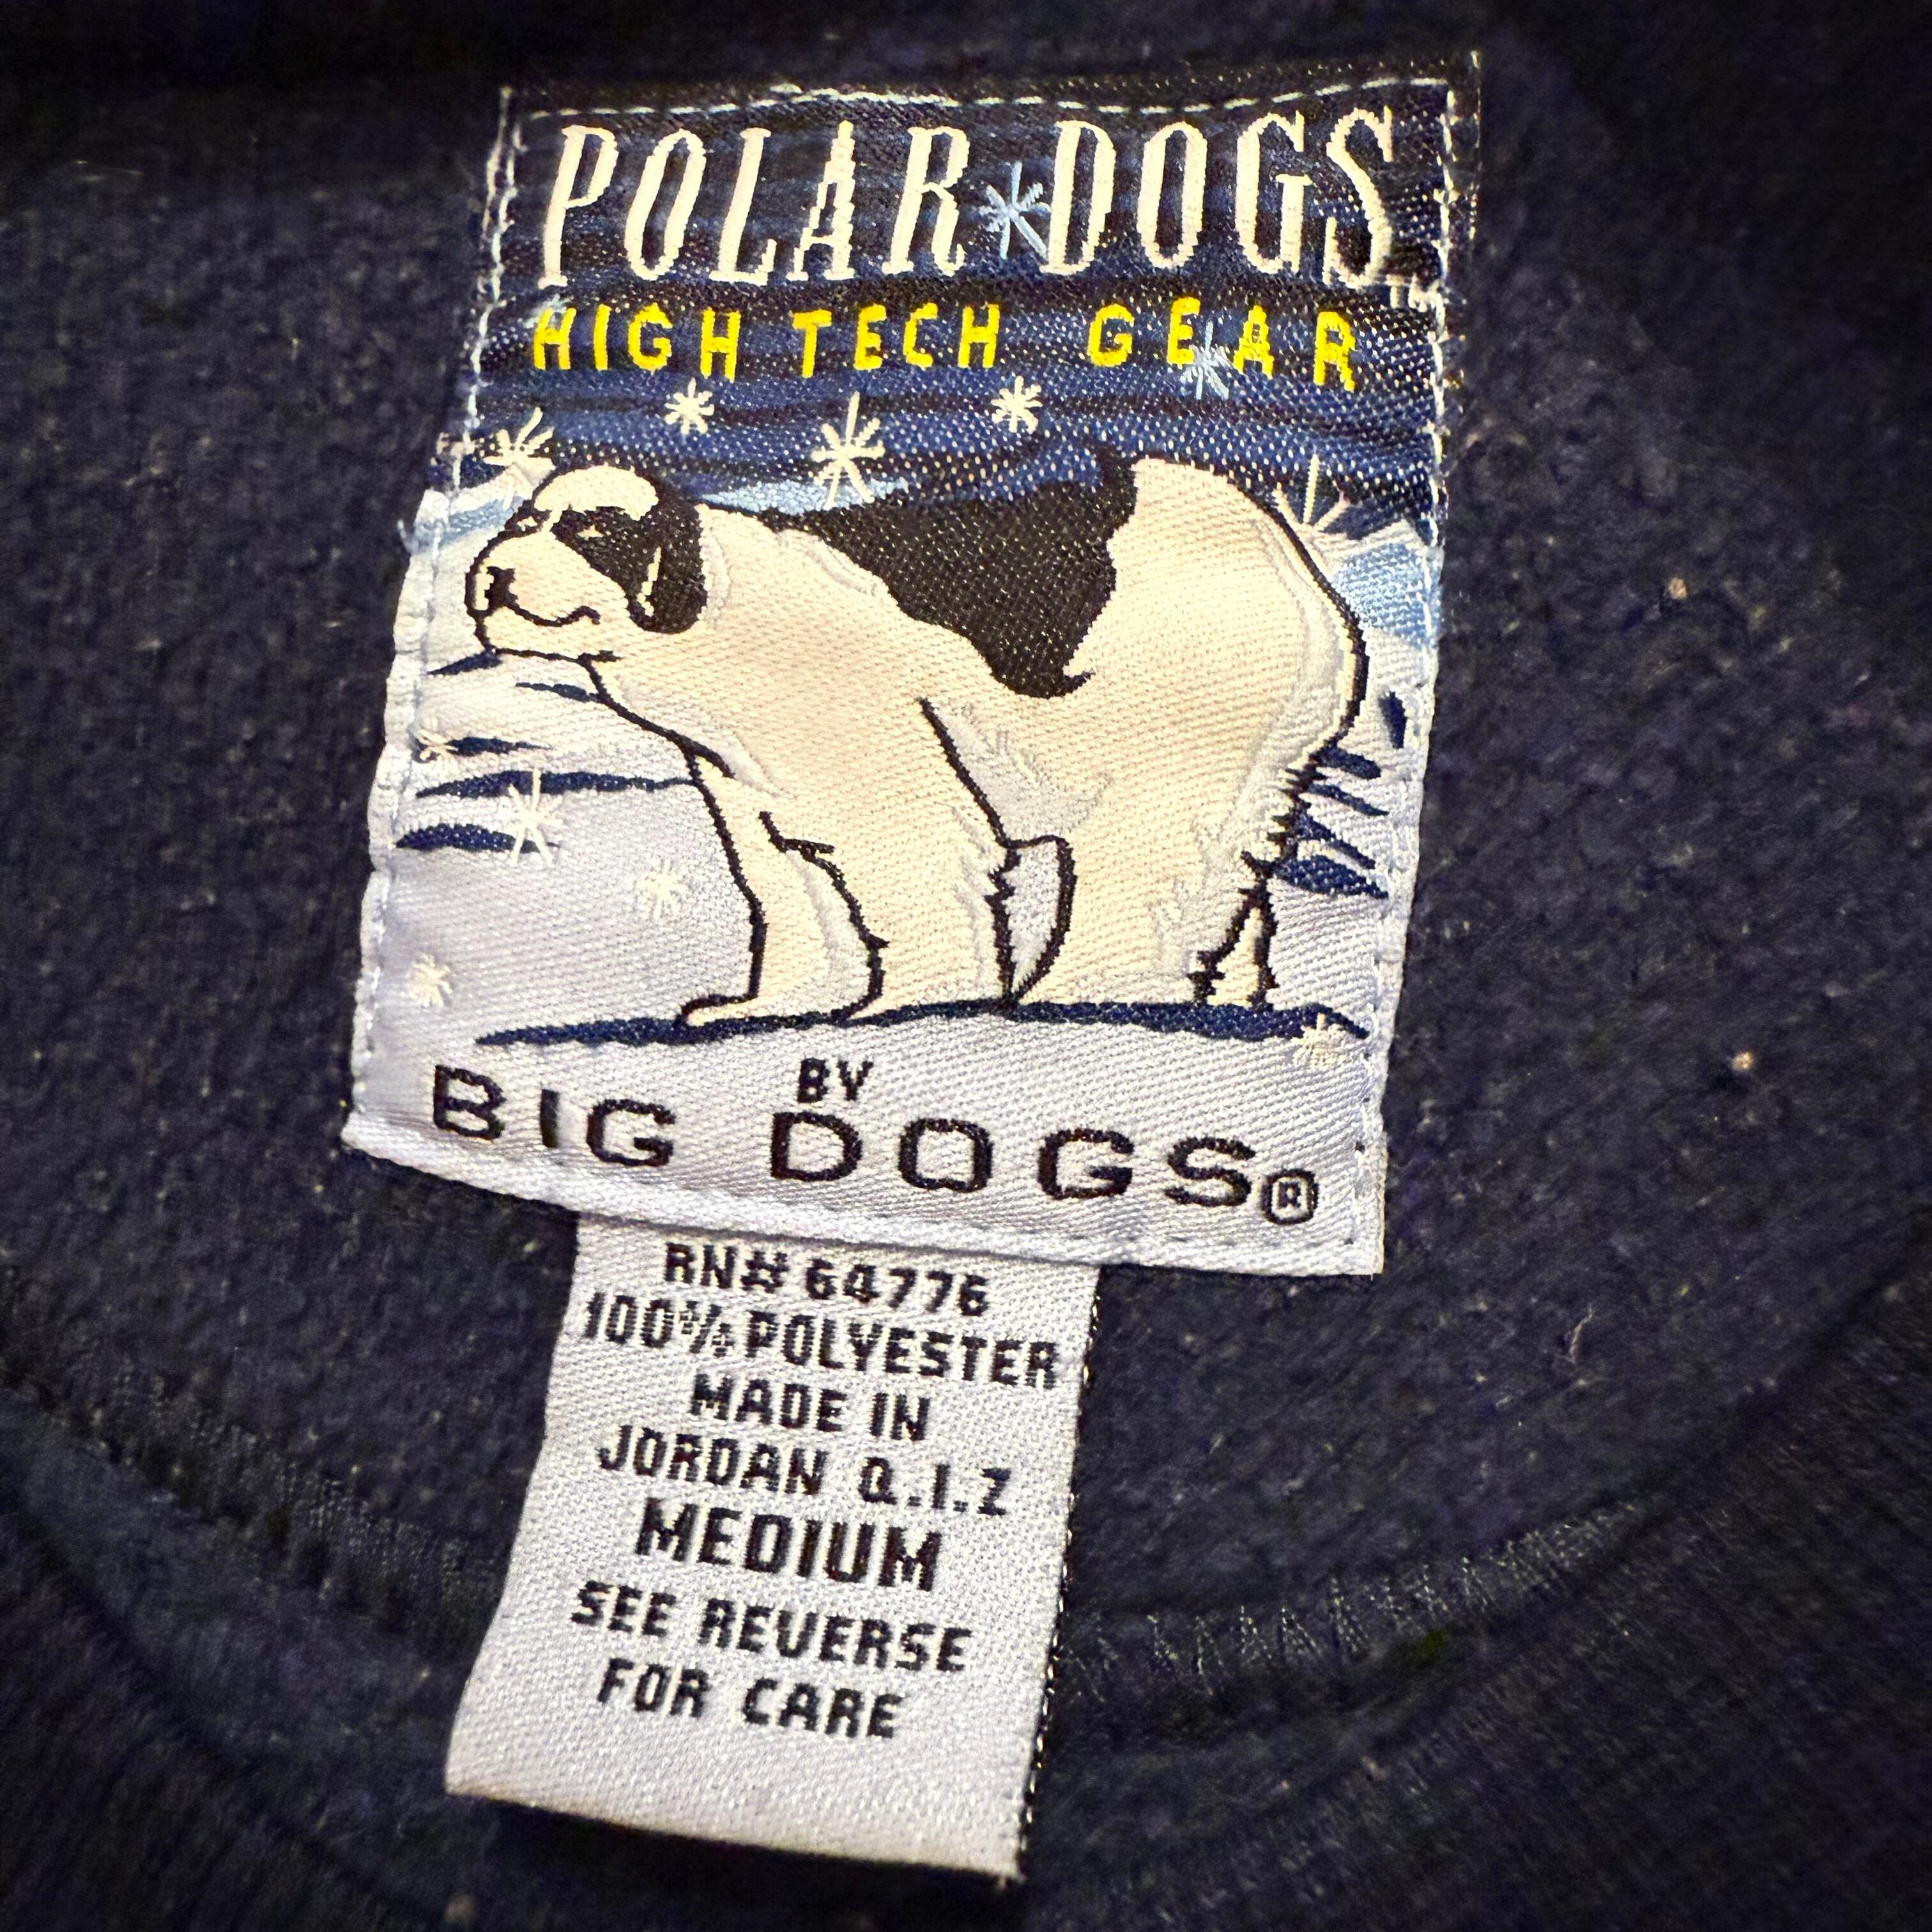 POLAR DOGS™
HIGH TECH GEAR
BY
BIG DOGS®
RN# 64776
100% POLYESTER
MADE IN
JORDAN Q.I.Z
MEDIUM
SEE REVERSE
FOR CARE